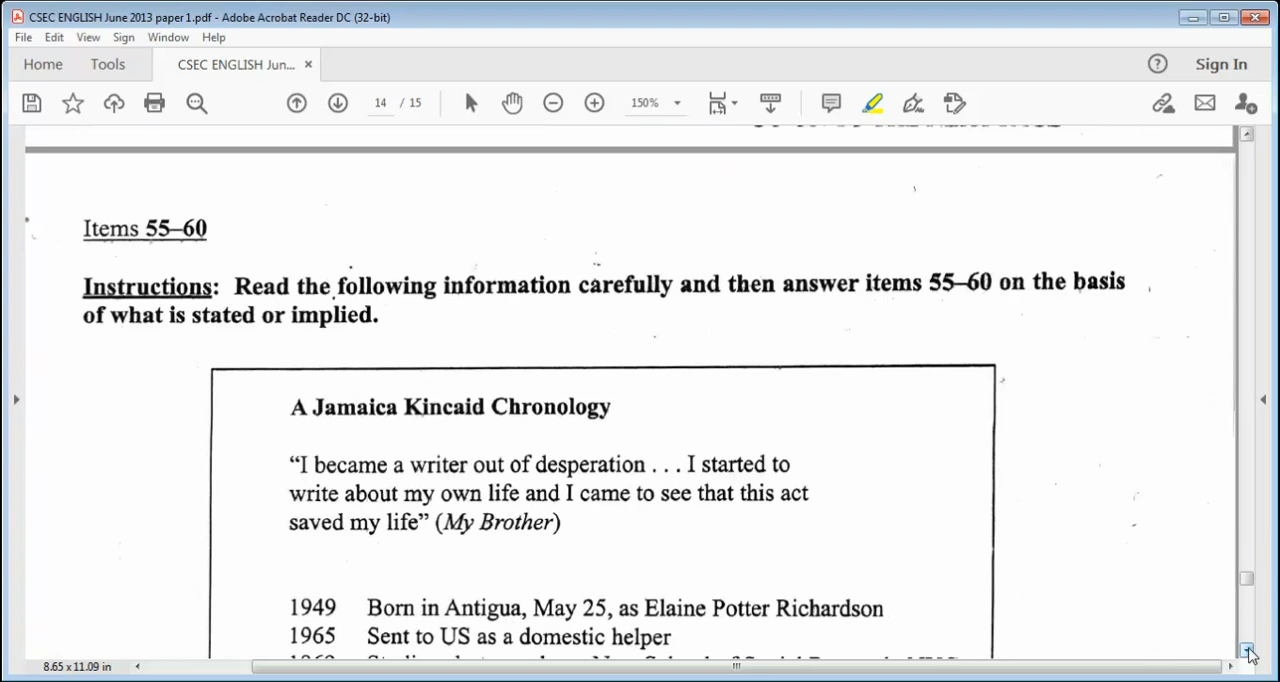 CSEC ENGLISH June 2013 paper 1.pdf - Adobe Acrobat Reader DC (32-bit)
File Edit View Sign Window Help
Home Tools CSEC ENGLISH Jun... × Sign In
14 / 15 150%
Items 55–60
Instructions: Read the following information carefully and then answer items 55–60 on the basis
of what is stated or implied.
A Jamaica Kincaid Chronology
“I became a writer out of desperation . . . I started to
write about my own life and I came to see that this act
saved my life” (My Brother)
1949 Born in Antigua, May 25, as Elaine Potter Richardson
1965 Sent to US as a domestic helper
8.65 x 11.09 in